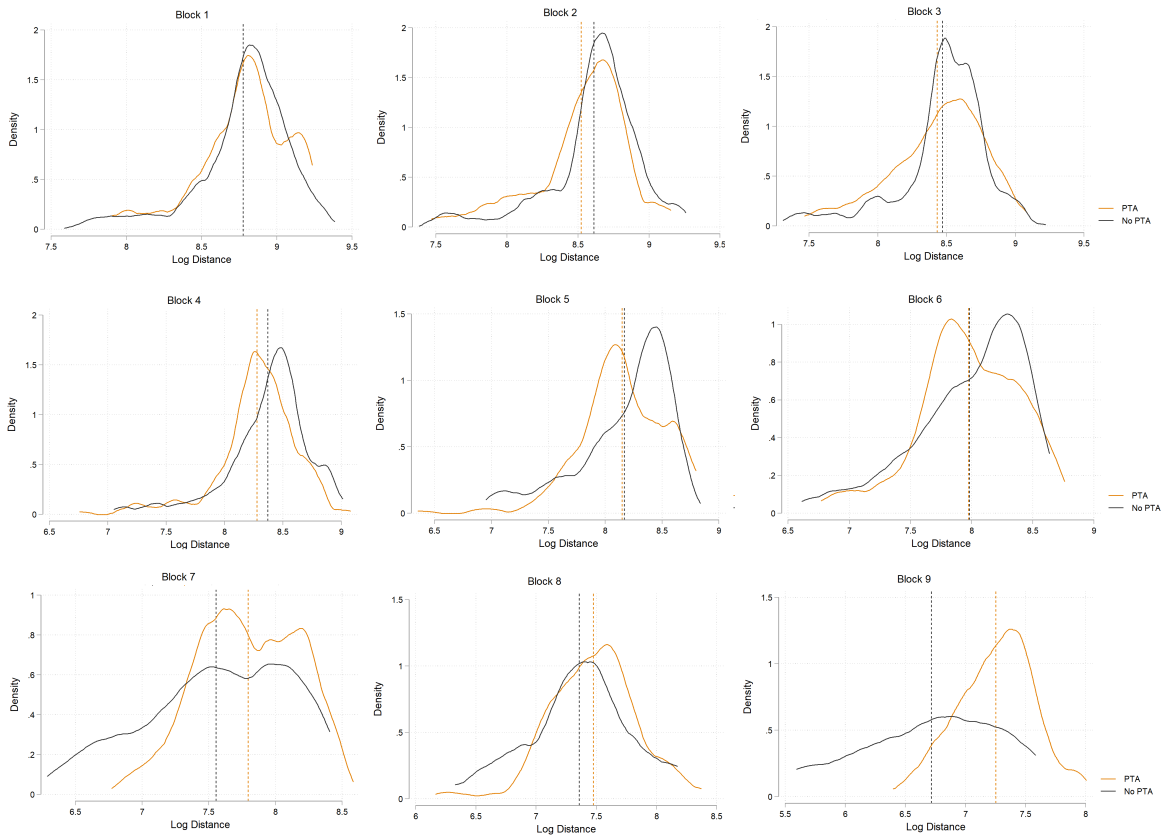 Block 1
Block 2
Block 3
2
1.5
1
.5
0
Density
7.5
8
8.5
9
9.5
Log Distance
2
1.5
1
.5
0
Density
7.5
8
8.5
9
9.5
Log Distance
2
1.5
1
.5
0
Density
7.5
8
8.5
9
9.5
Log Distance
PTA
No PTA
Block 4
Block 5
Block 6
2
1.5
1
.5
0
Density
6.5
7
7.5
8
8.5
9
Log Distance
1.5
1
.5
0
Density
6.5
7
7.5
8
8.5
9
Log Distance
1
.8
.6
.4
.2
0
Density
6.5
7
7.5
8
8.5
9
Log Distance
PTA
No PTA
Block 7
Block 8
Block 9
1
.8
.6
.4
.2
0
Density
6.5
7
7.5
8
8.5
Log Distance
1.5
1
.5
0
Density
6
6.5
7
7.5
8
8.5
Log Distance
1.5
1
.5
0
Density
5.5
6
6.5
7
7.5
8
8.5
Log Distance
PTA
No PTA